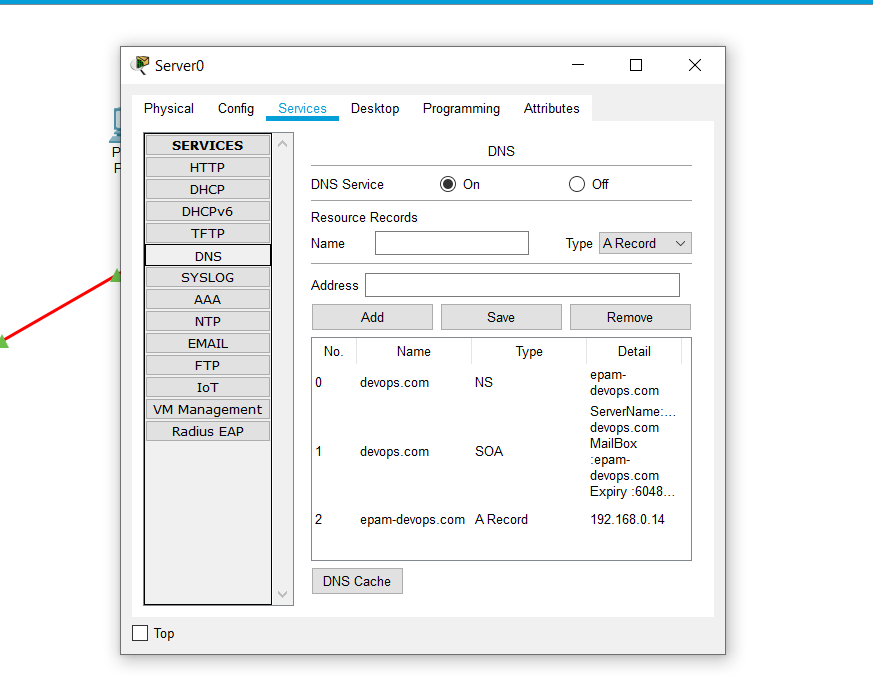 Server0
Physical Config Services Desktop Programming Attributes
SERVICES
HTTP
DHCP
DHCPv6
TFTP
DNS
SYSLOG
AAA
NTP
EMAIL
FTP
IoT
VM Management
Radius EAP
DNS
DNS Service On Off
Resource Records
Name Type A Record
Address
Add Save Remove
No. Name Type Detail
0 devops.com NS epam-
devops.com
ServerName:...
devops.com
MailBox
1 devops.com SOA :epam-
devops.com
Expiry :6048...
2 epam-devops.com A Record 192.168.0.14
DNS Cache
Top
P
P